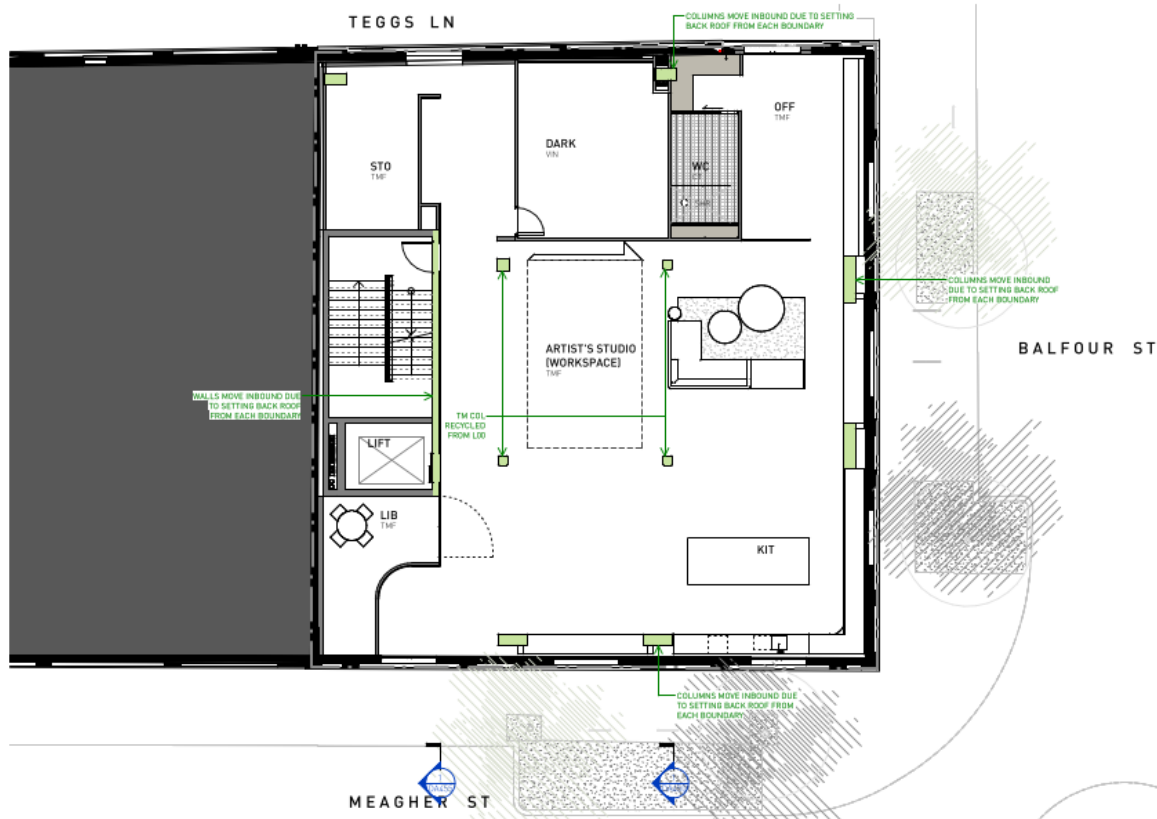 TEGGS LN
COLUMNS MOVE INBOUND DUE TO SETTING
BACK ROOF FROM EACH BOUNDARY
OFF
TMF
DARK
VIN
STO
TMF
WC
CT
SHR
COLUMNS MOVE INBOUND
DUE TO SETTING BACK ROOF
FROM EACH BOUNDARY
BALFOUR ST
ARTIST'S STUDIO
(WORKSPACE)
TMF
WALLS MOVE INBOUND DUE
TO SETTING BACK ROOF
FROM EACH BOUNDARY
TM COL
RECYCLED
FROM L00
LIFT
LIB
TMF
KIT
COLUMNS MOVE INBOUND DUE
TO SETTING BACK ROOF FROM
EACH BOUNDARY
MEAGHER ST